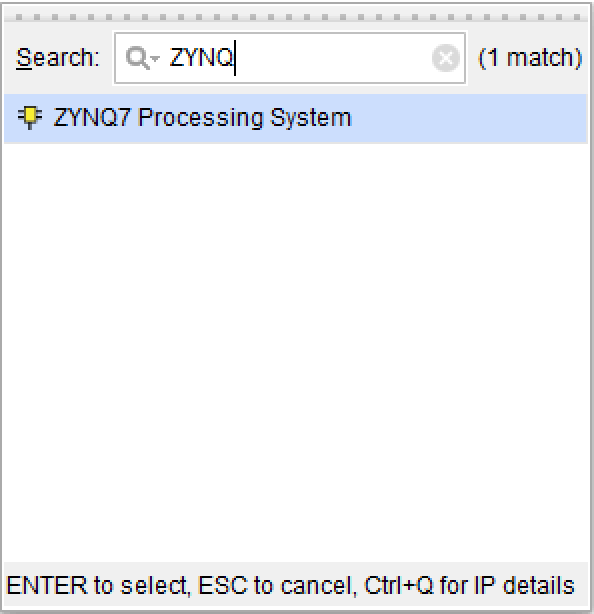 Search: ZYNQ (1 match)
ZYNQ7 Processing System
ENTER to select, ESC to cancel, Ctrl+Q for IP details